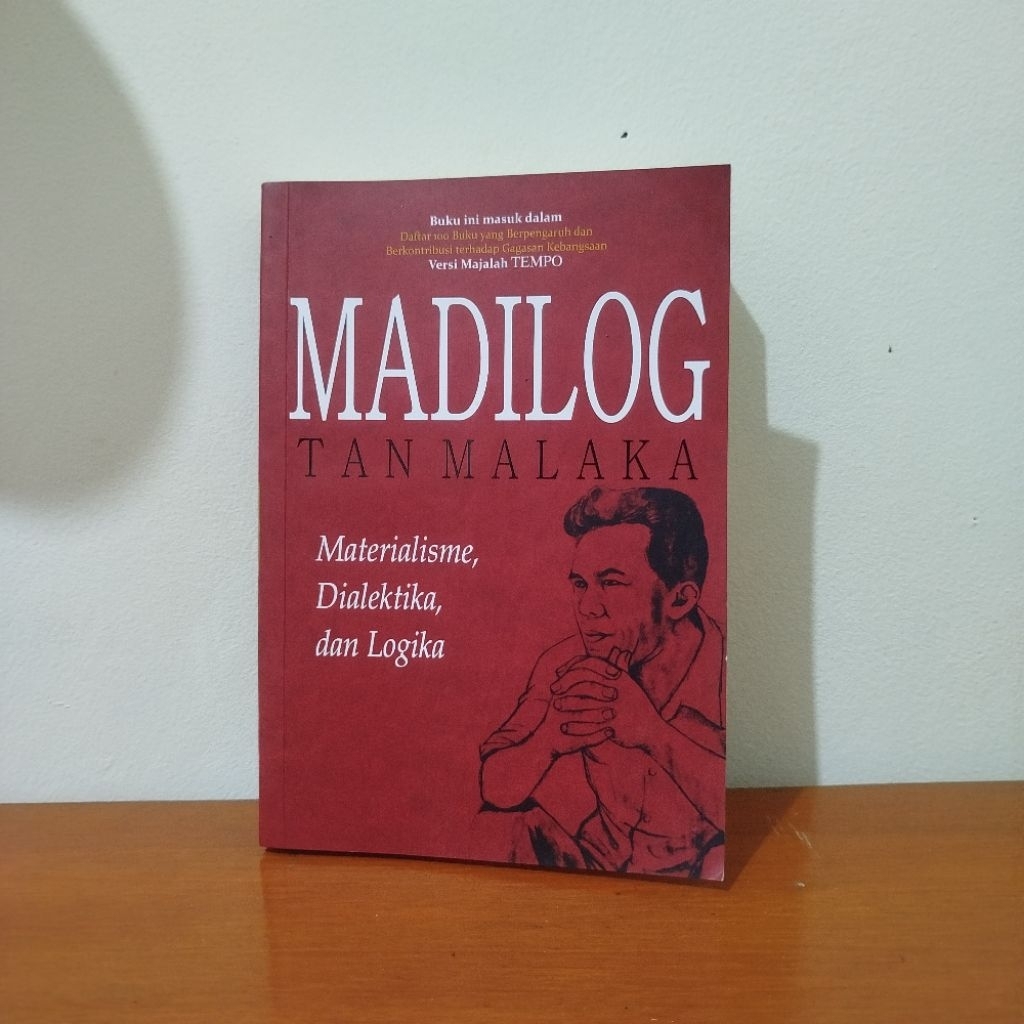 Buku ini masuk dalam
Daftar 100 Buku yang Berpengaruh dan
Berkontribusi terhadap Gagasan Kebangsaan
Versi Majalah TEMPO
MADILOG
TAN MALAKA
Materialisme,
Dialektika,
dan Logika